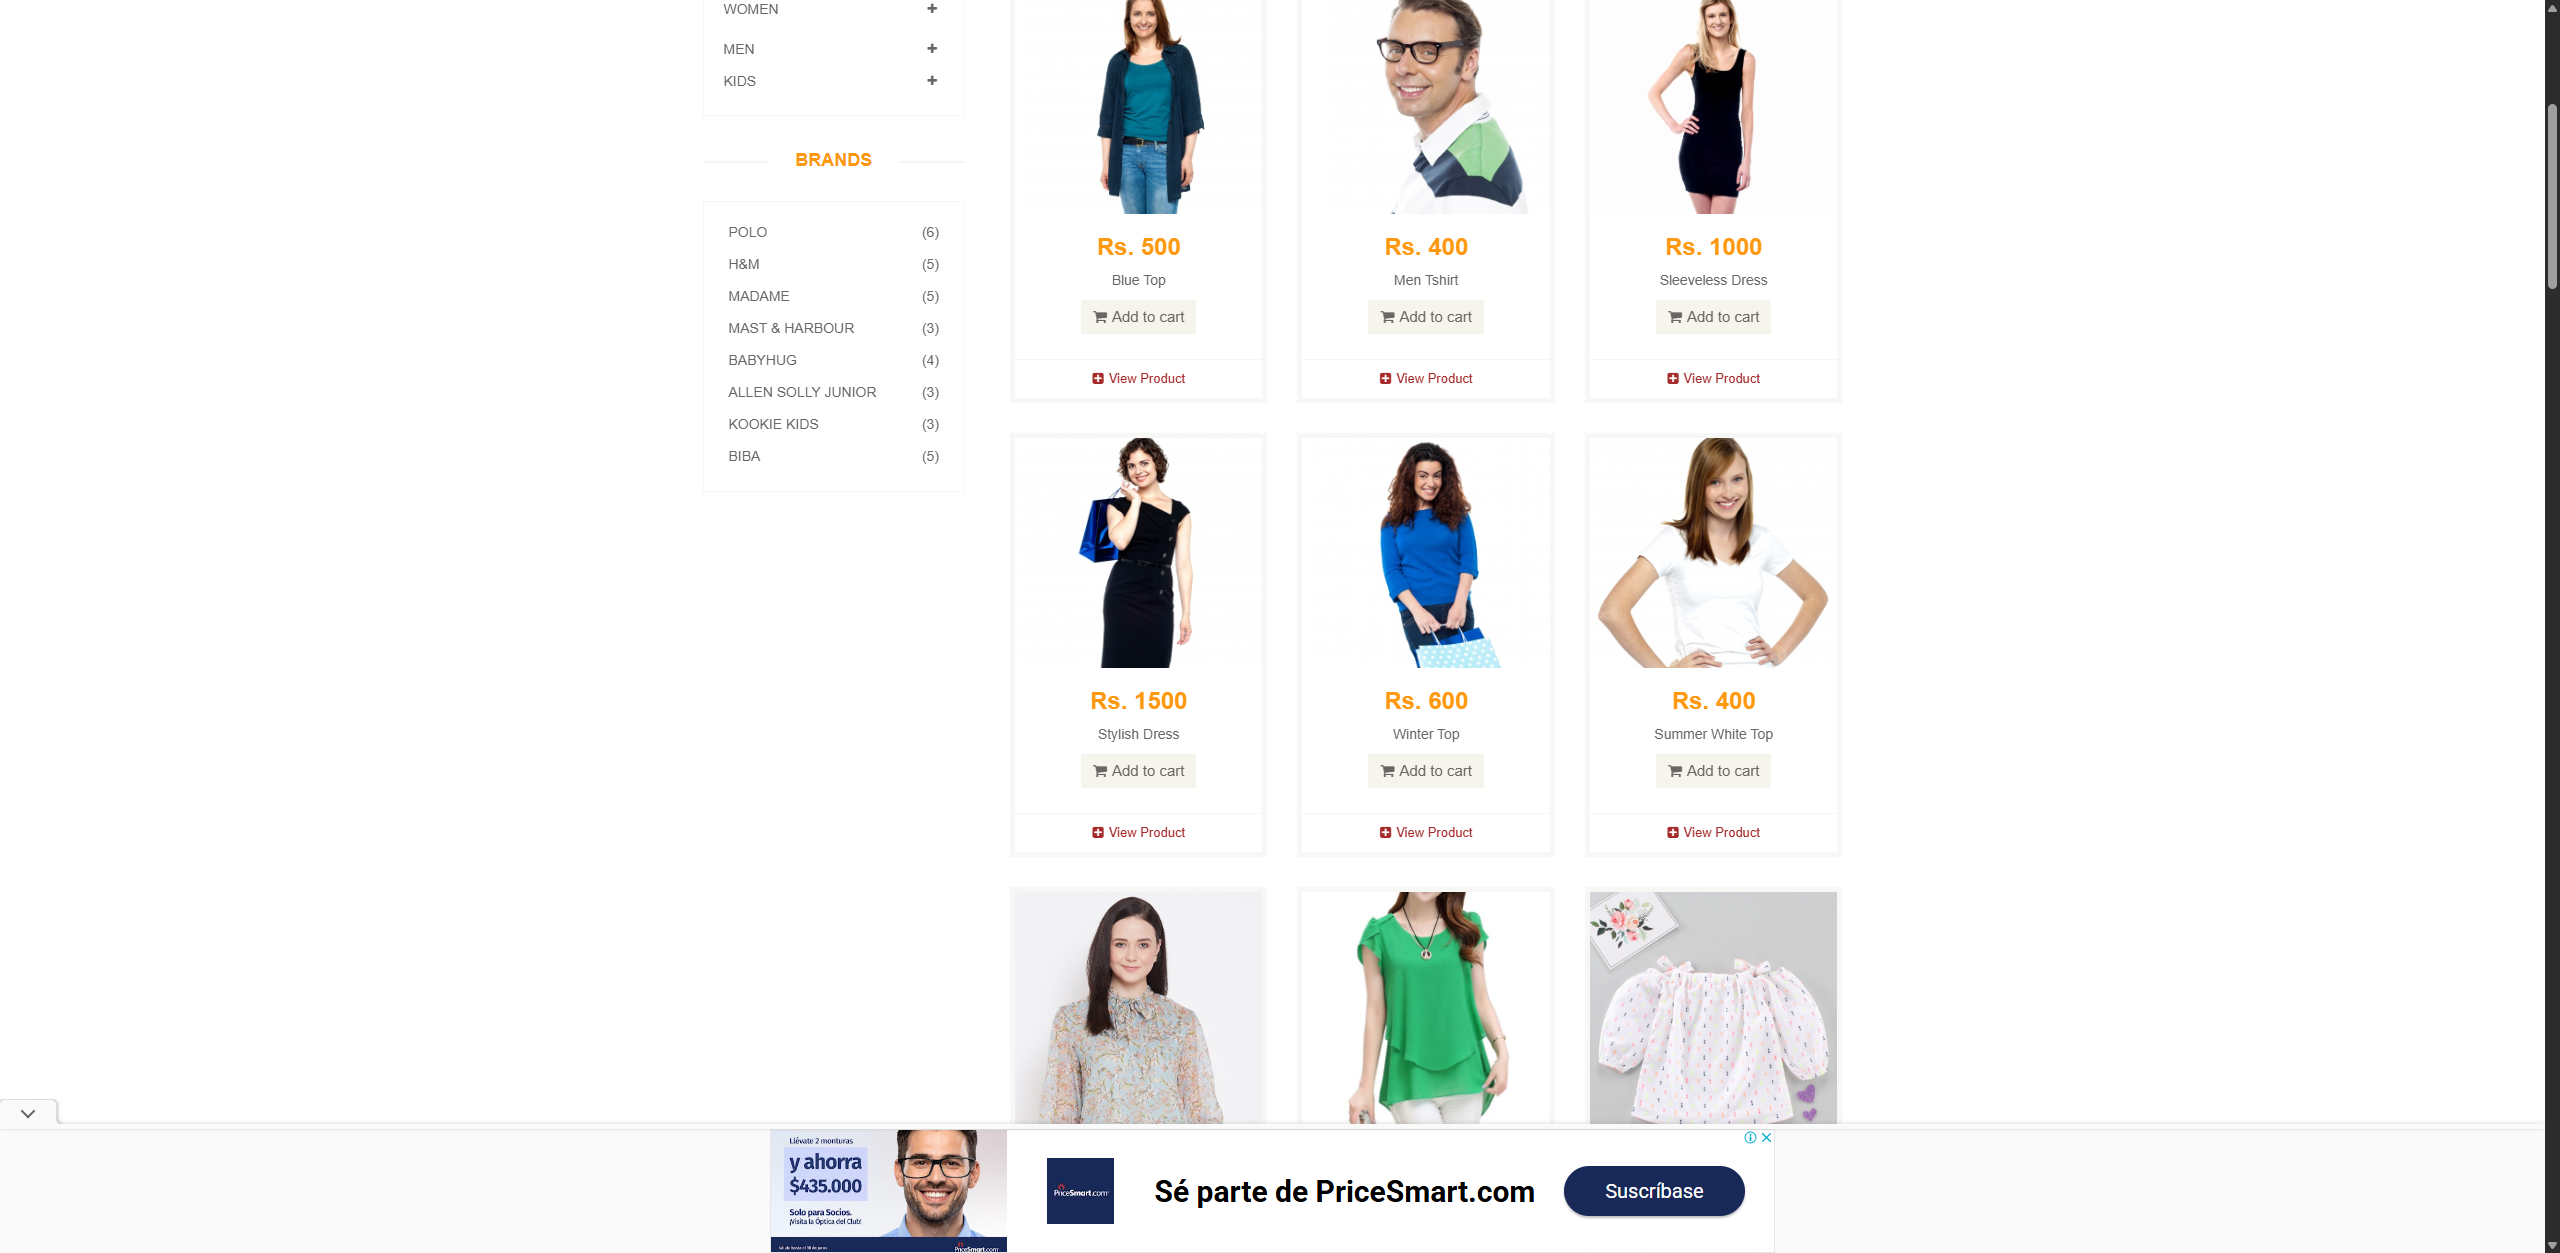 WOMEN
MEN
KIDS
BRANDS
POLO (6)
H&M (5)
MADAME (5)
MAST & HARBOUR (3)
BABYHUG (4)
ALLEN SOLLY JUNIOR (3)
KOOKIE KIDS (3)
BIBA (5)
Rs. 500
Blue Top
Add to cart
View Product
Rs. 400
Men Tshirt
Add to cart
View Product
Rs. 1000
Sleeveless Dress
Add to cart
View Product
Rs. 1500
Stylish Dress
Add to cart
View Product
Rs. 600
Winter Top
Add to cart
View Product
Rs. 400
Summer White Top
Add to cart
View Product
Llévate 2 monturas
y ahorra
$435.000
Solo para Socios.
¡Visita la Óptica del Club!
PriceSmart.com
PriceSmart.com
Sé parte de PriceSmart.com
Suscríbase